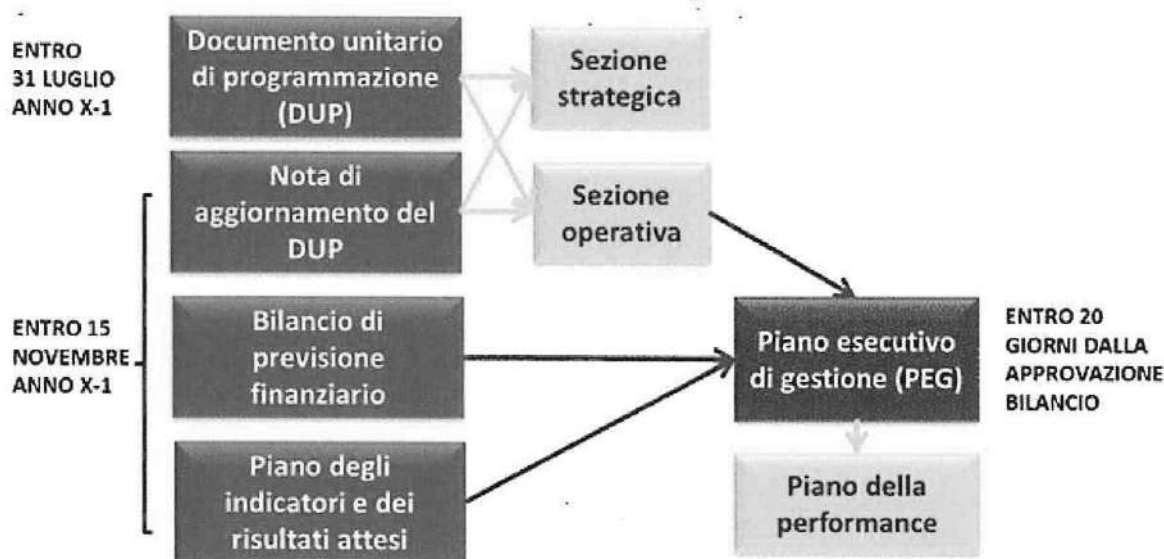 ENTRO
31 LUGLIO
ANNO X-1
Documento unitario
di programmazione
(DUP)
Sezione
strategica
Nota di
aggiornamento del
DUP
Sezione
operativa
ENTRO 15
NOVEMBRE
ANNO X-1
Bilancio di
previsione
finanziario
Piano esecutivo
di gestione (PEG)
ENTRO 20
GIORNI DALLA
APPROVAZIONE
BILANCIO
Piano degli
indicatori e dei
risultati attesi
Piano della
performance